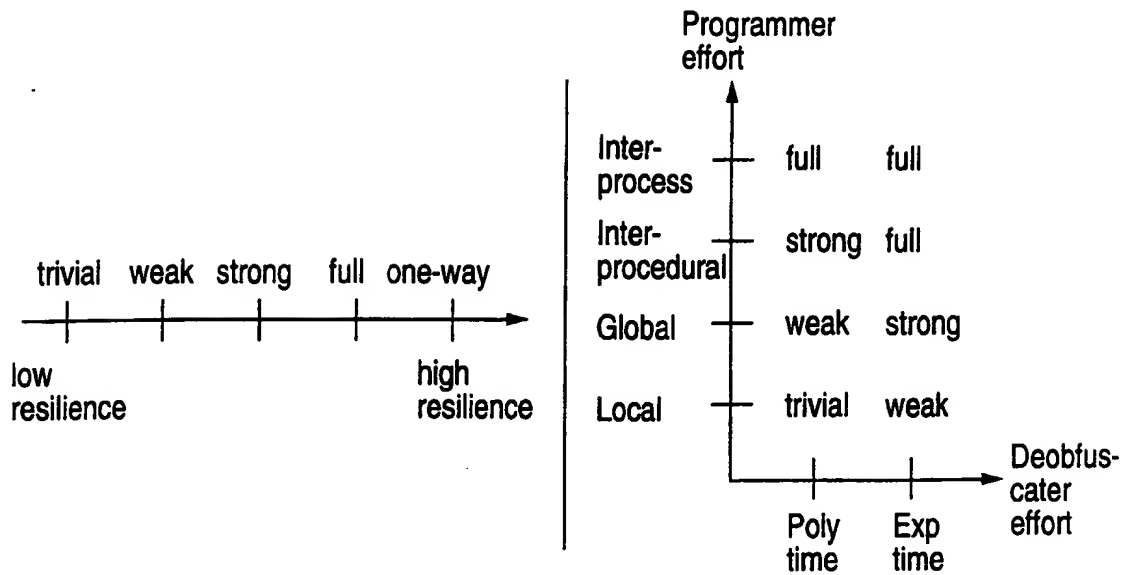 trivial weak strong full one-way
low
resilience
high
resilience
Programmer
effort
Inter-
process
full full
Inter-
procedural
strong full
Global
weak strong
Local
trivial weak
Deobfus-
cater
effort
Poly
time
Exp
time